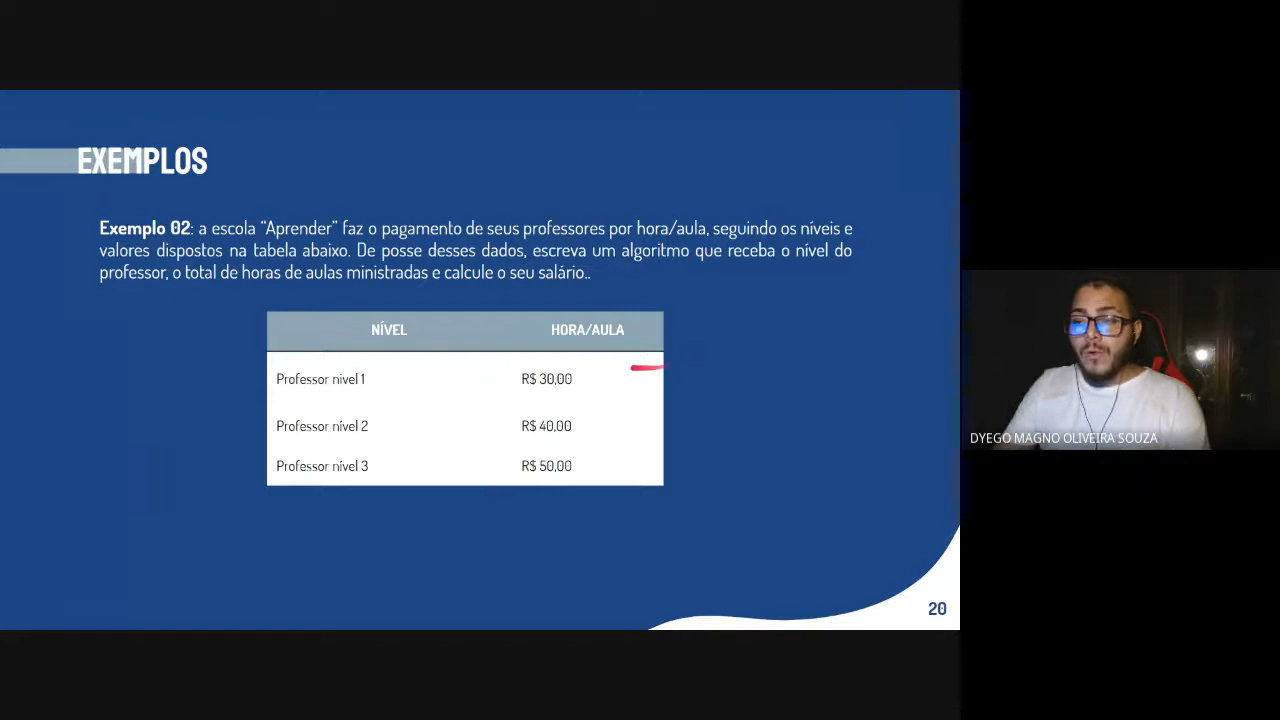 EXEMPLOS
Exemplo 02: a escola “Aprender” faz o pagamento de seus professores por hora/aula, seguindo os níveis e
valores dispostos na tabela abaixo. De posse desses dados, escreva um algoritmo que receba o nível do
professor, o total de horas de aulas ministradas e calcule o seu salário..
NÍVEL HORA/AULA
Professor nivel 1 R$ 30,00
Professor nivel 2 R$ 40,00
Professor nivel 3 R$ 50,00
DYEGO MAGNO OLIVEIRA SOUZA
20